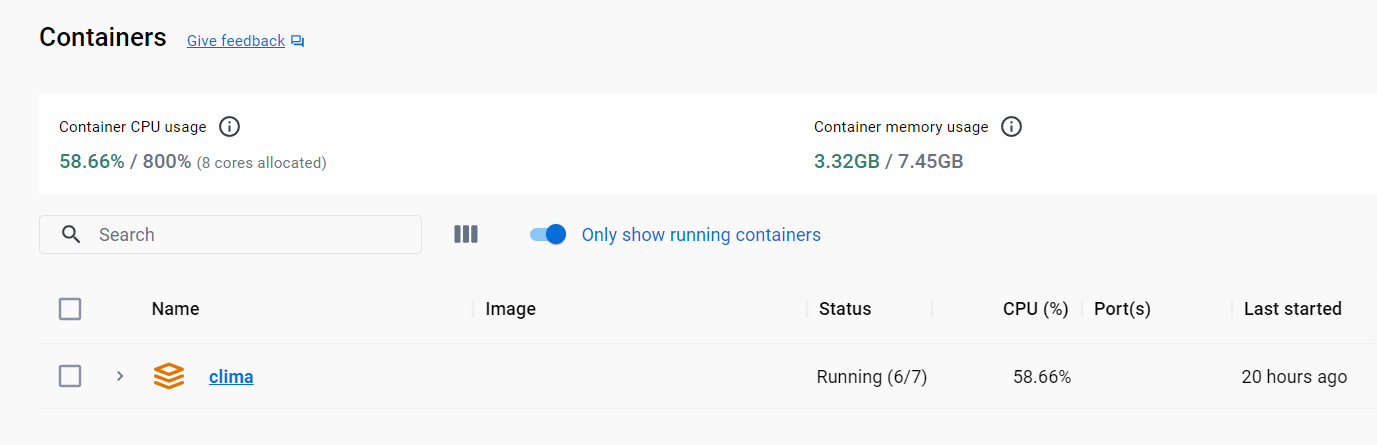 Containers Give feedback
Container CPU usage Container memory usage
58.66% / 800% (8 cores allocated) 3.32GB / 7.45GB
Search Only show running containers
Name Image Status CPU (%) Port(s) Last started
clima Running (6/7) 58.66% 20 hours ago